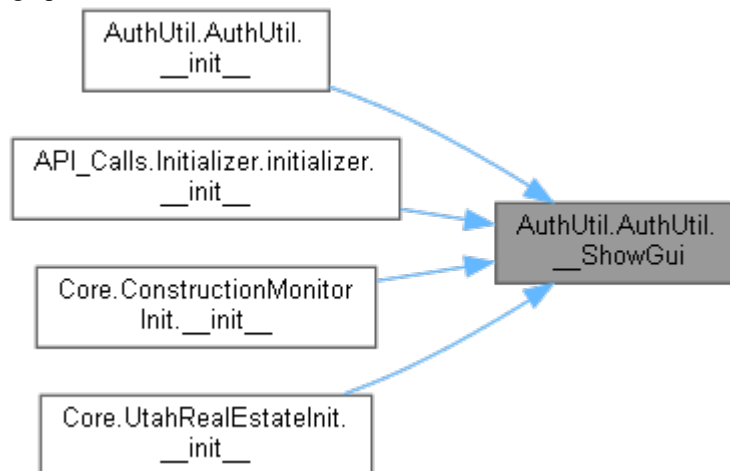 AuthUtil.AuthUtil.
__init__
API_Calls.Initializer.initializer.
__init__
AuthUtil.AuthUtil.
__ShowGui
Core.ConstructionMonitor
Init.__init__
Core.UtahRealEstateInit.
__init__